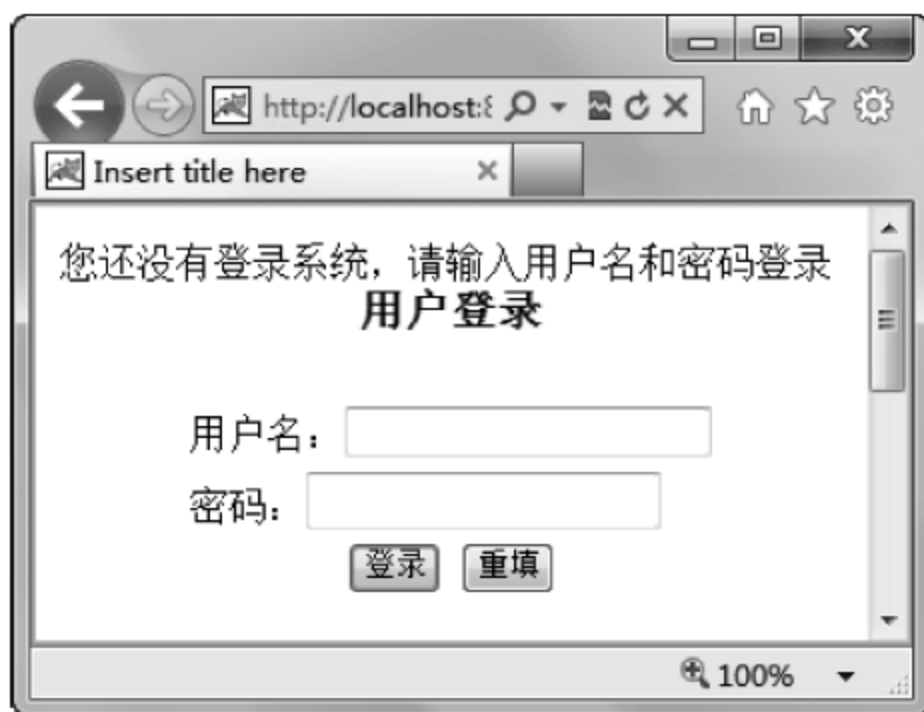 http://localhost:8
Insert title here
您还没有登录系统，请输入用户名和密码登录
用户登录
用户名：
密码：
登录 重填
100%